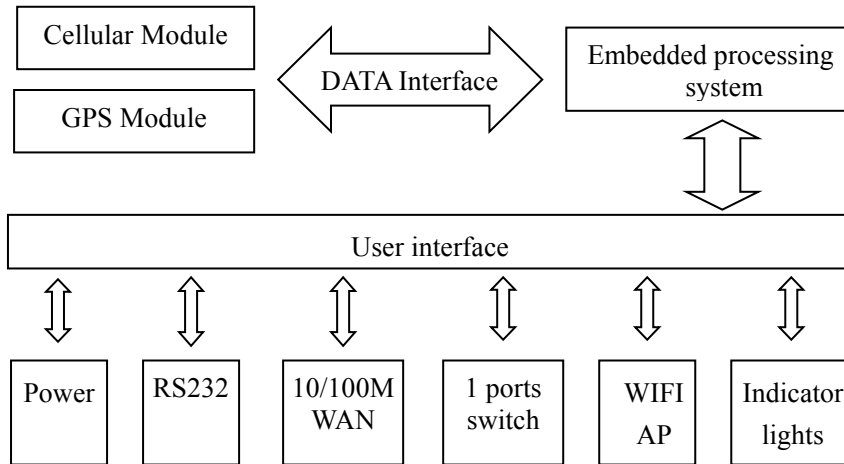 Cellular Module
DATA Interface
Embedded processing
system
GPS Module
User interface
Power
RS232
10/100M
WAN
1 ports
switch
WIFI
AP
Indicator
lights